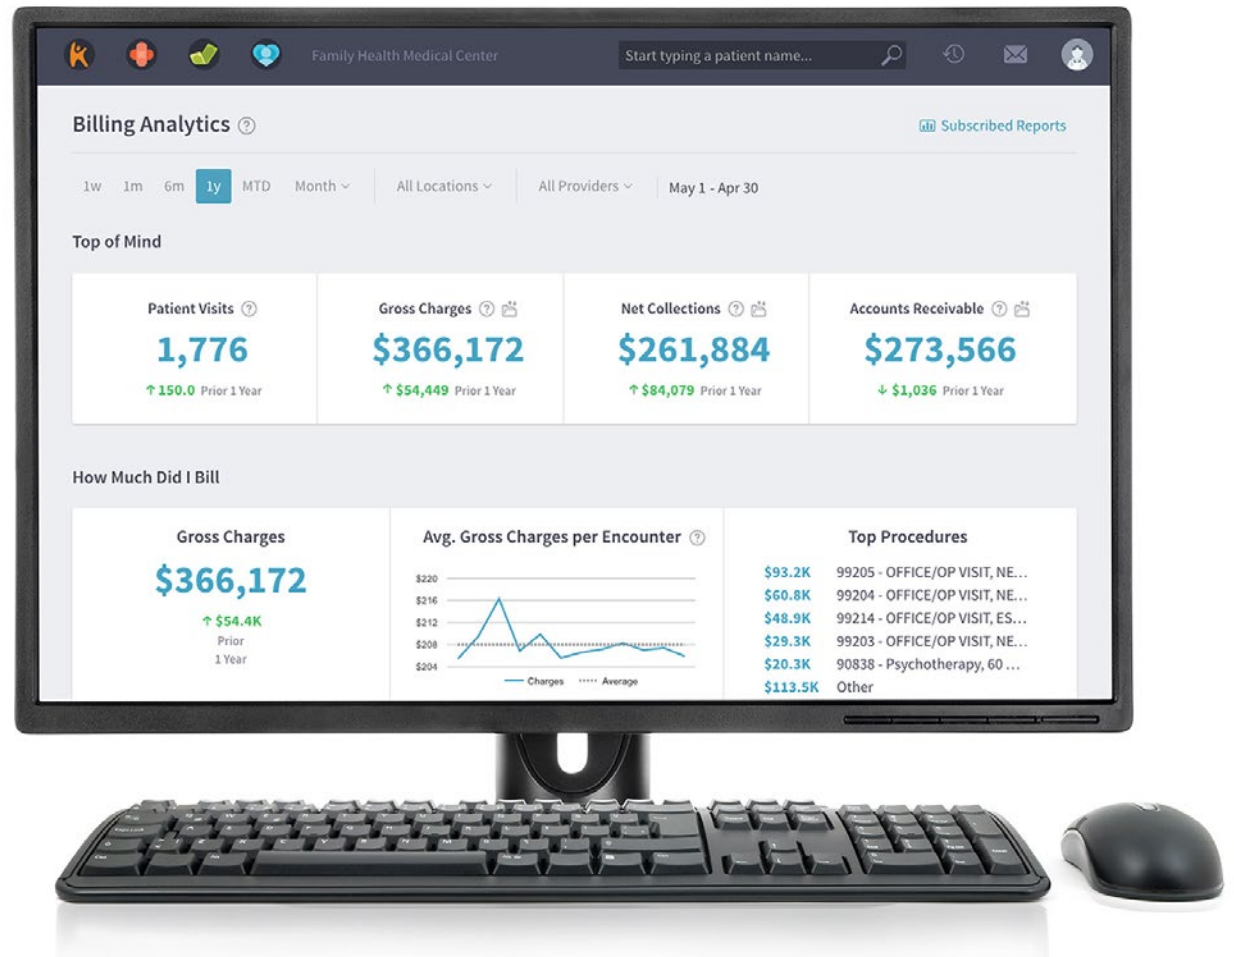 Family Health Medical Center
Start typing a patient name...
Billing Analytics ?
Subscribed Reports
1w 1m 6m 1y MTD Month All Locations All Providers May 1 - Apr 30
Top of Mind
Patient Visits ?
1,776
↑ 150.0 Prior 1 Year
Gross Charges ?
$366,172
↑ $54,449 Prior 1 Year
Net Collections ?
$261,884
↑ $84,079 Prior 1 Year
Accounts Receivable ?
$273,566
↓ $1,036 Prior 1 Year
How Much Did I Bill
Gross Charges
$366,172
↑ $54.4K
Prior
1 Year
Avg. Gross Charges per Encounter ?
$220
$216
$212
$208
$204
Charges Average
Top Procedures
$93.2K 99205 - OFFICE/OP VISIT, NE...
$60.8K 99204 - OFFICE/OP VISIT, NE...
$48.9K 99214 - OFFICE/OP VISIT, ES...
$29.3K 99203 - OFFICE/OP VISIT, NE...
$20.3K 90838 - Psychotherapy, 60 ...
$113.5K Other